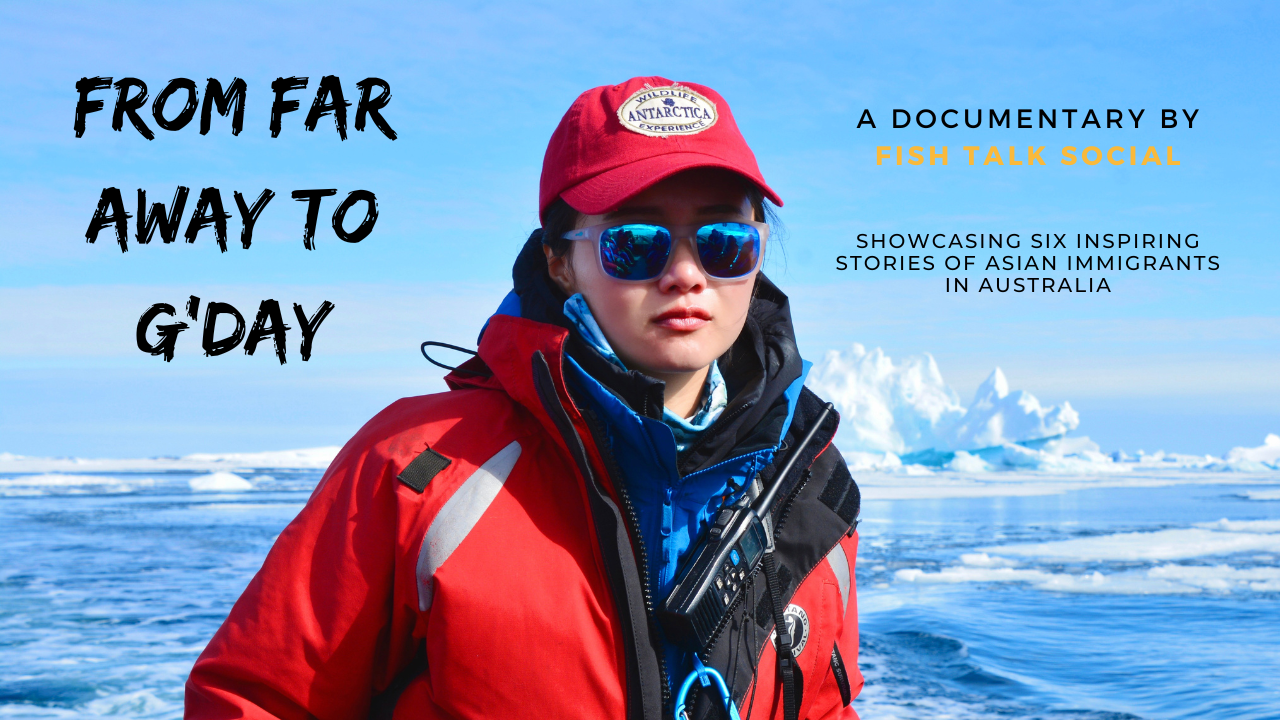 FROM FAR
AWAY TO
G'DAY
WILDLIFE
ANTARCTICA
EXPERIENCE
A DOCUMENTARY BY
FISH TALK SOCIAL
SHOWCASING SIX INSPIRING
STORIES OF ASIAN IMMIGRANTS
IN AUSTRALIA